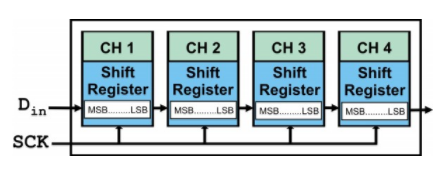 CH 1 CH 2 CH 3 CH 4
Shift Shift Shift Shift
Register Register Register Register
Din MSB.........LSB MSB.........LSB MSB.........LSB MSB.........LSB
SCK